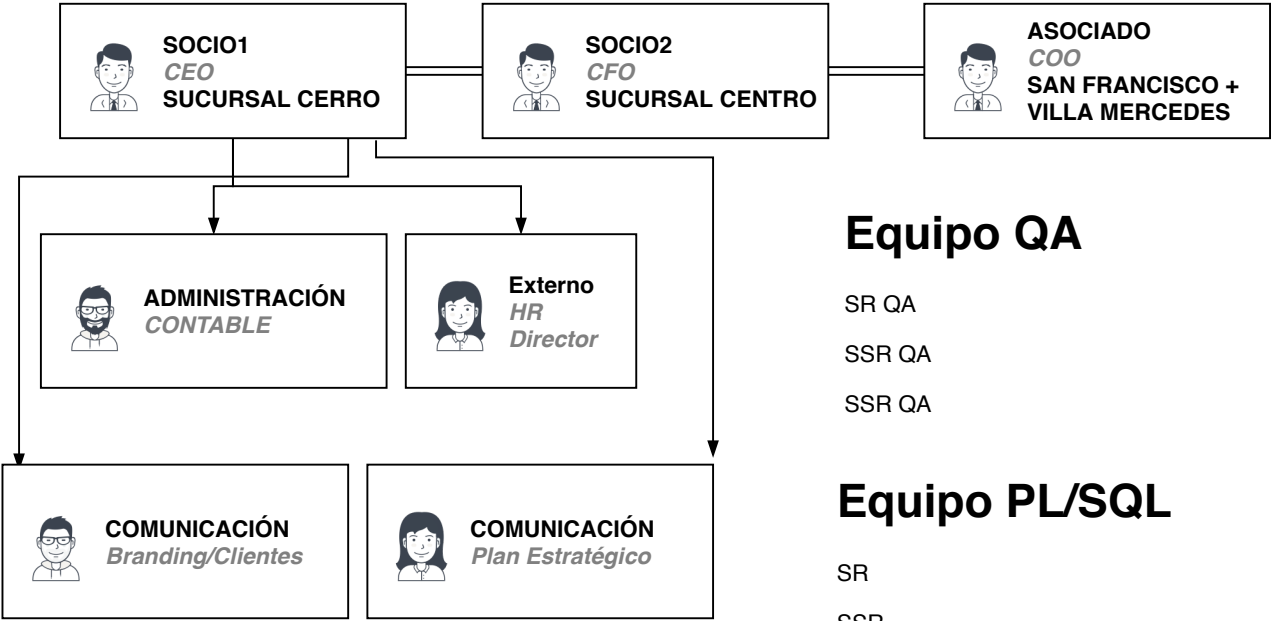 SOCIO1
CEO
SUCURSAL CERRO
SOCIO2
CFO
SUCURSAL CENTRO
ASOCIADO
COO
SAN FRANCISCO +
VILLA MERCEDES
ADMINISTRACIÓN
CONTABLE
Externo
HR
Director
COMUNICACIÓN
Branding/Clientes
COMUNICACIÓN
Plan Estratégico
Equipo QA
SR QA
SSR QA
SSR QA
Equipo PL/SQL
SR
SSR